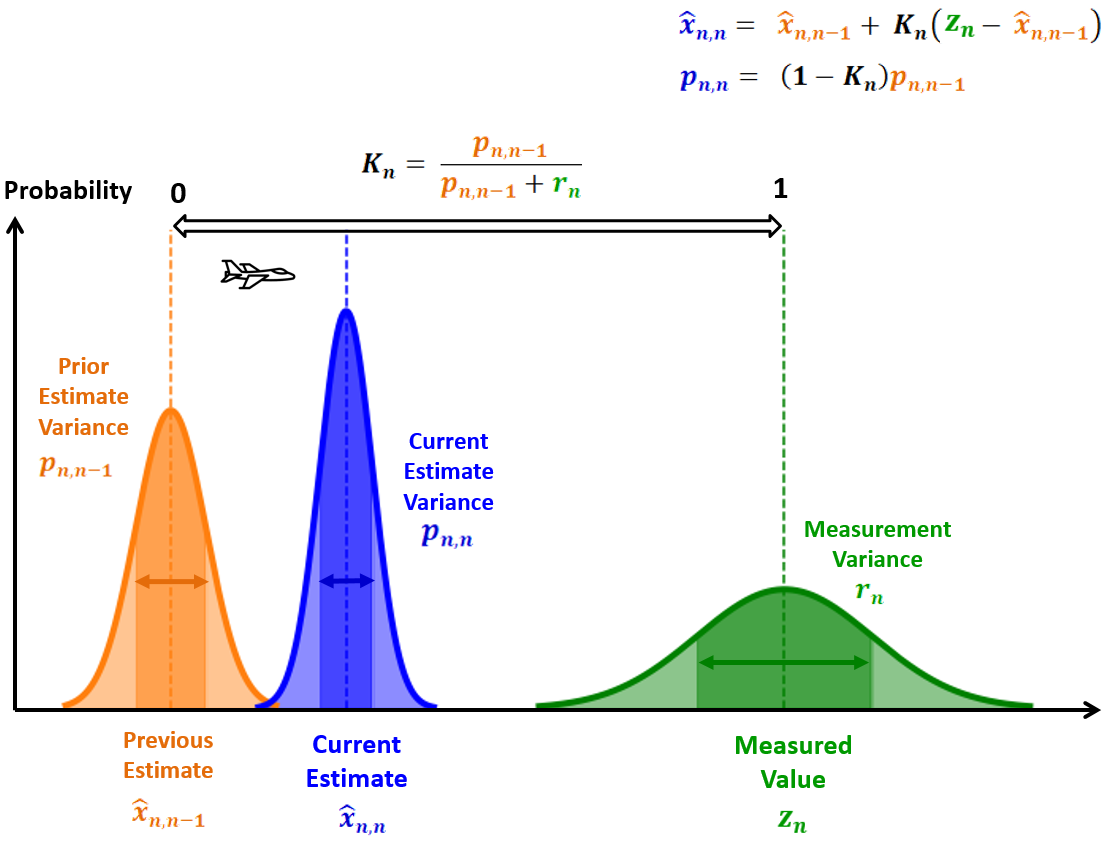 x̂n,n = x̂n,n−1 + Kn(zn − x̂n,n−1)
pn,n = (1 − Kn)pn,n−1
Kn = pn,n−1 / (pn,n−1 + rn)
Probability
0
1
Prior
Estimate
Variance
pn,n−1
Current
Estimate
Variance
pn,n
Measurement
Variance
rn
Previous
Estimate
x̂n,n−1
Current
Estimate
x̂n,n
Measured
Value
zn